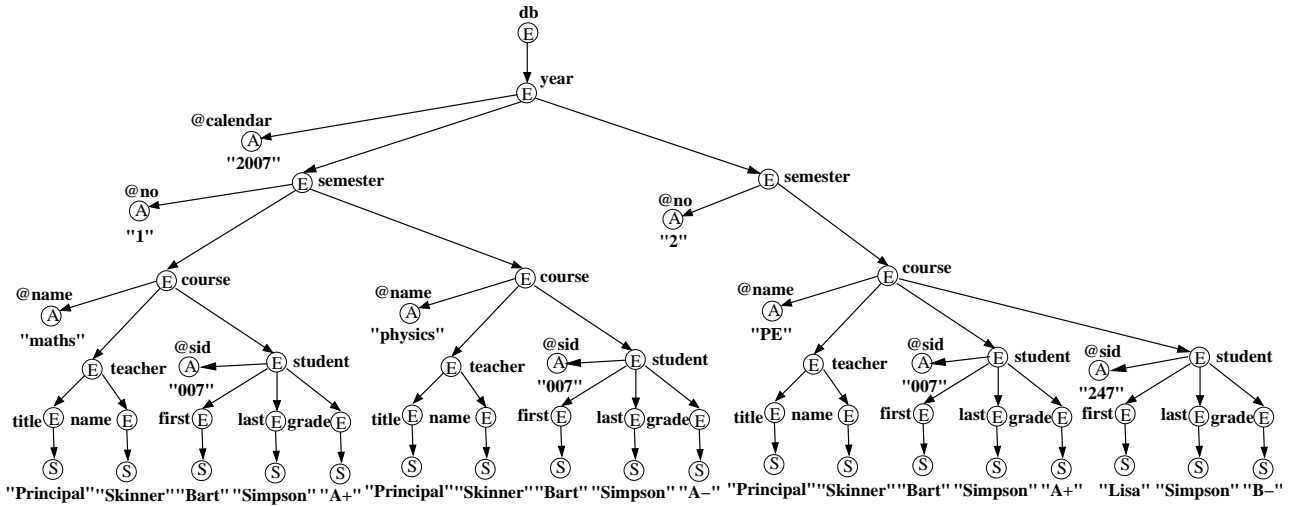 db
E
year
E
@calendar
A
"2007"
E semester
E semester
@no
A
"1"
@no
A
"2"
E course
E course
E course
@name
A
"maths"
@name
A
"physics"
@name
A
"PE"
E teacher
@sid
A
"007"
E student
E teacher
@sid
A
"007"
E student
E teacher
@sid
A
"007"
E student
@sid
A
"247"
E student
title E name E first E last E grade E
title E name E first E last E grade E
title E name E first E last E grade E first E last E grade E
S S S S S S S S S S S S S S S S S S
"Principal" "Skinner" "Bart" "Simpson" "A+" "Principal" "Skinner" "Bart" "Simpson" "A−" "Principal" "Skinner" "Bart" "Simpson" "A+" "Lisa" "Simpson" "B−"